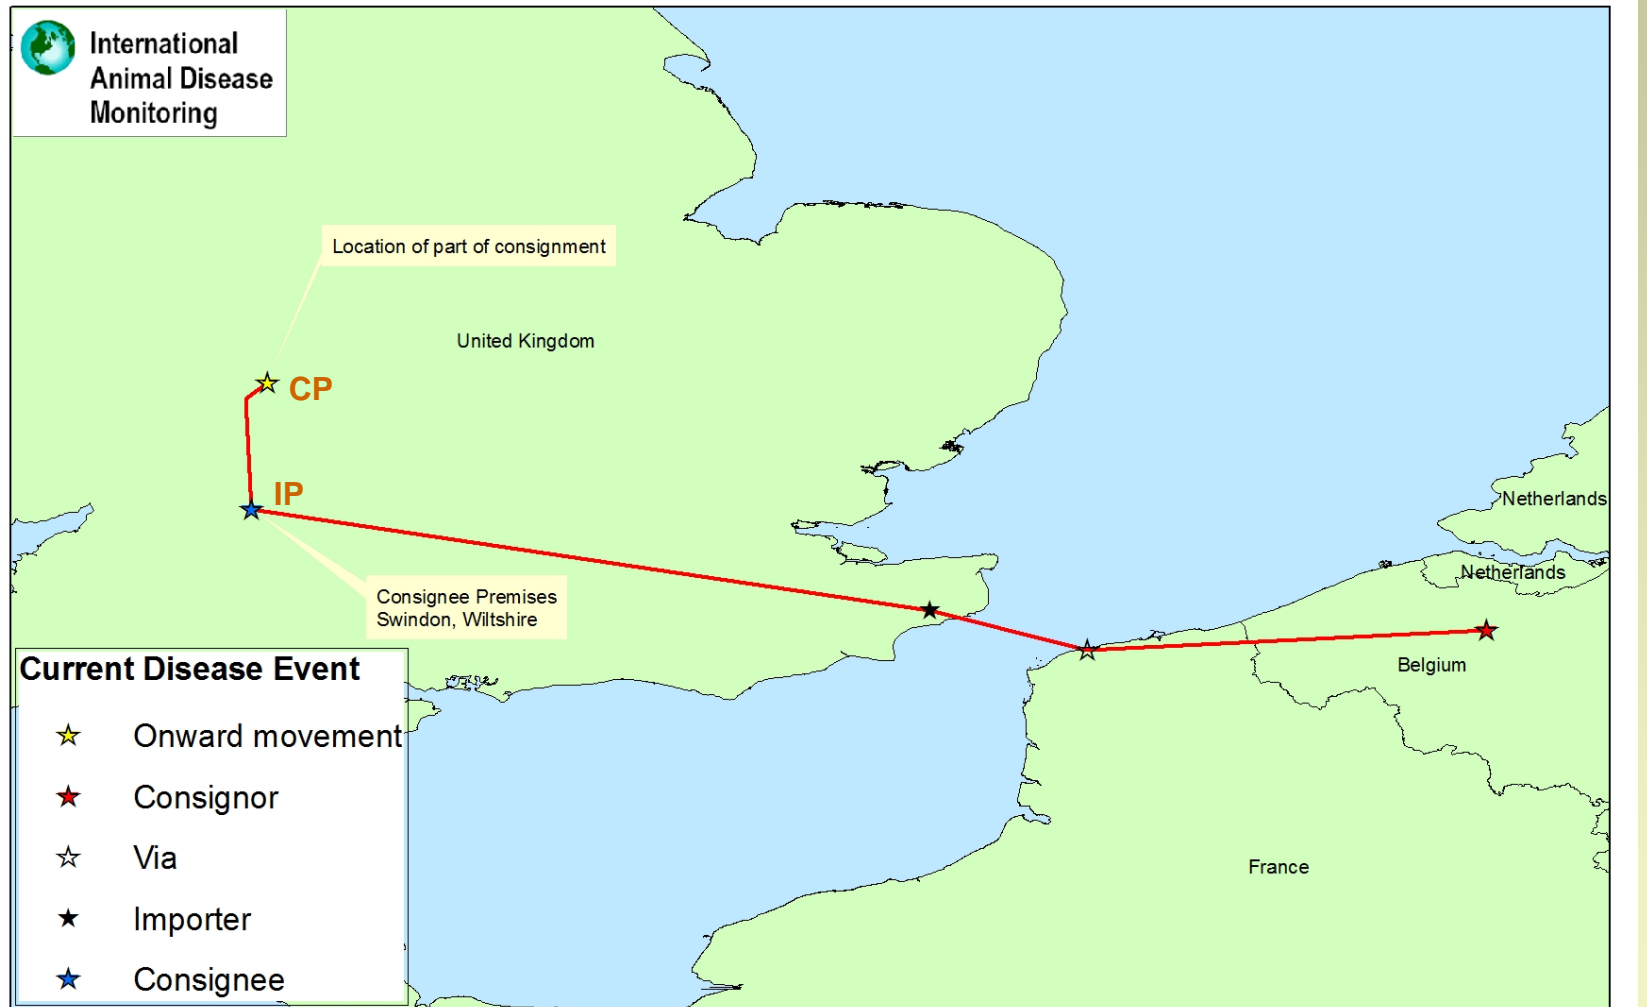 International
Animal Disease
Monitoring
Location of part of consignment
United Kingdom
CP
IP
Netherlands
Netherlands
Consignee Premises
Swindon, Wiltshire
Belgium
France
Current Disease Event
Onward movement
Consignor
Via
Importer
Consignee